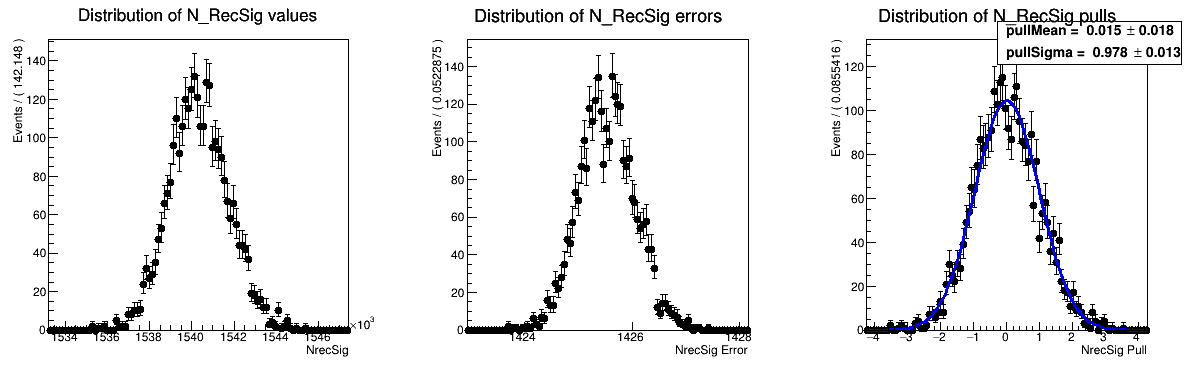 Distribution of N_RecSig values
Events / ( 142.148 )
140
120
100
80
60
40
20
0
1534 1536 1538 1540 1542 1544 1546
×10³
NrecSig
Distribution of N_RecSig errors
Events / ( 0.0522875 )
140
120
100
80
60
40
20
0
1424 1426 1428
NrecSig Error
Distribution of N_RecSig pulls
pullMean = 0.015 ± 0.018
pullSigma = 0.978 ± 0.013
Events / ( 0.0855416 )
120
100
80
60
40
20
0
−4 −3 −2 −1 0 1 2 3 4
NrecSig Pull